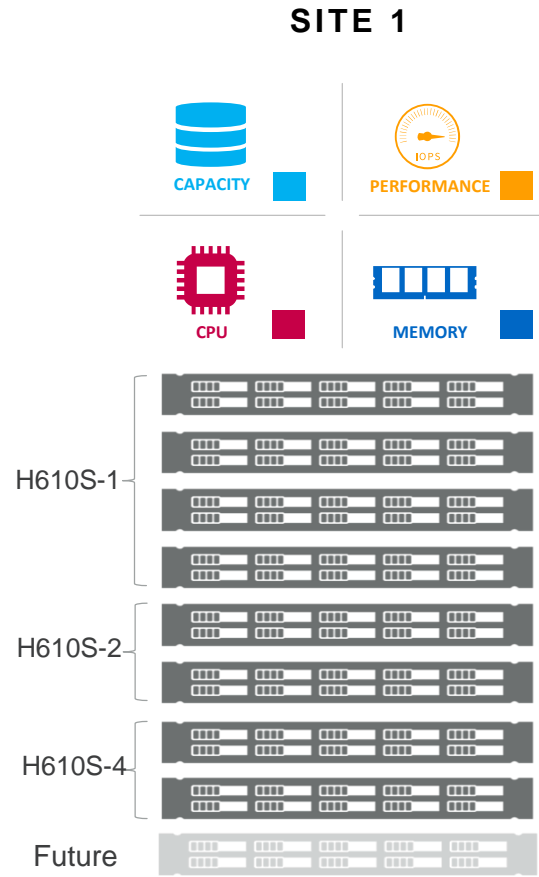 SITE 1
IOPS
CAPACITY
PERFORMANCE
CPU
MEMORY
H610S-1
H610S-2
H610S-4
Future